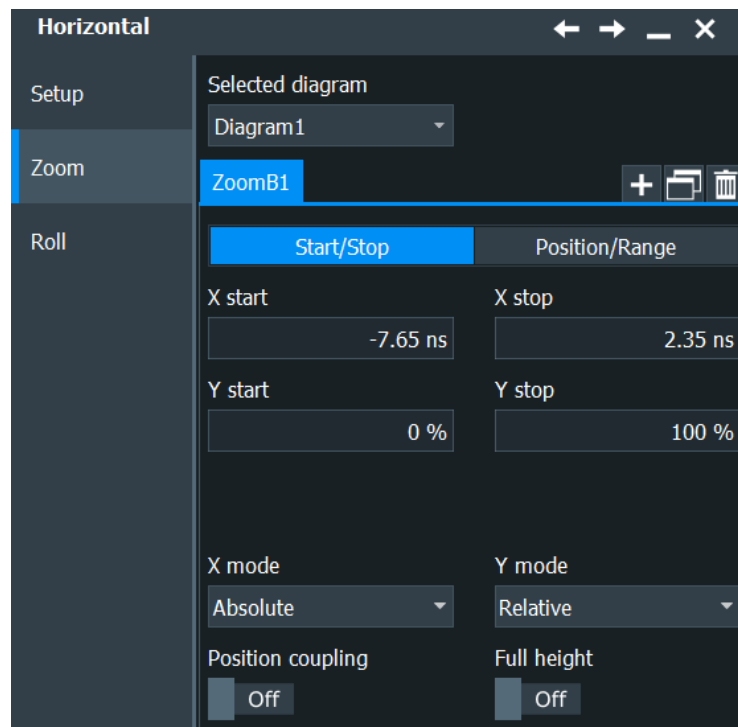 Horizontal
Setup
Zoom
Roll
Selected diagram
Diagram1
ZoomB1
Start/Stop Position/Range
X start X stop
-7.65 ns 2.35 ns
Y start Y stop
0 % 100 %
X mode Y mode
Absolute Relative
Position coupling Full height
Off Off